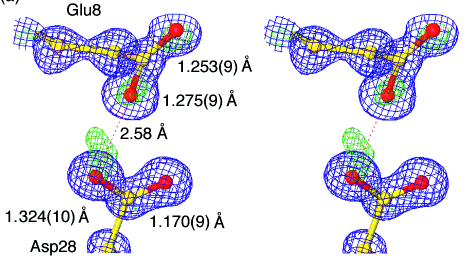 (a)
Glu8
1.253(9) Å
1.275(9) Å
2.58 Å
1.324(10) Å
1.170(9) Å
Asp28